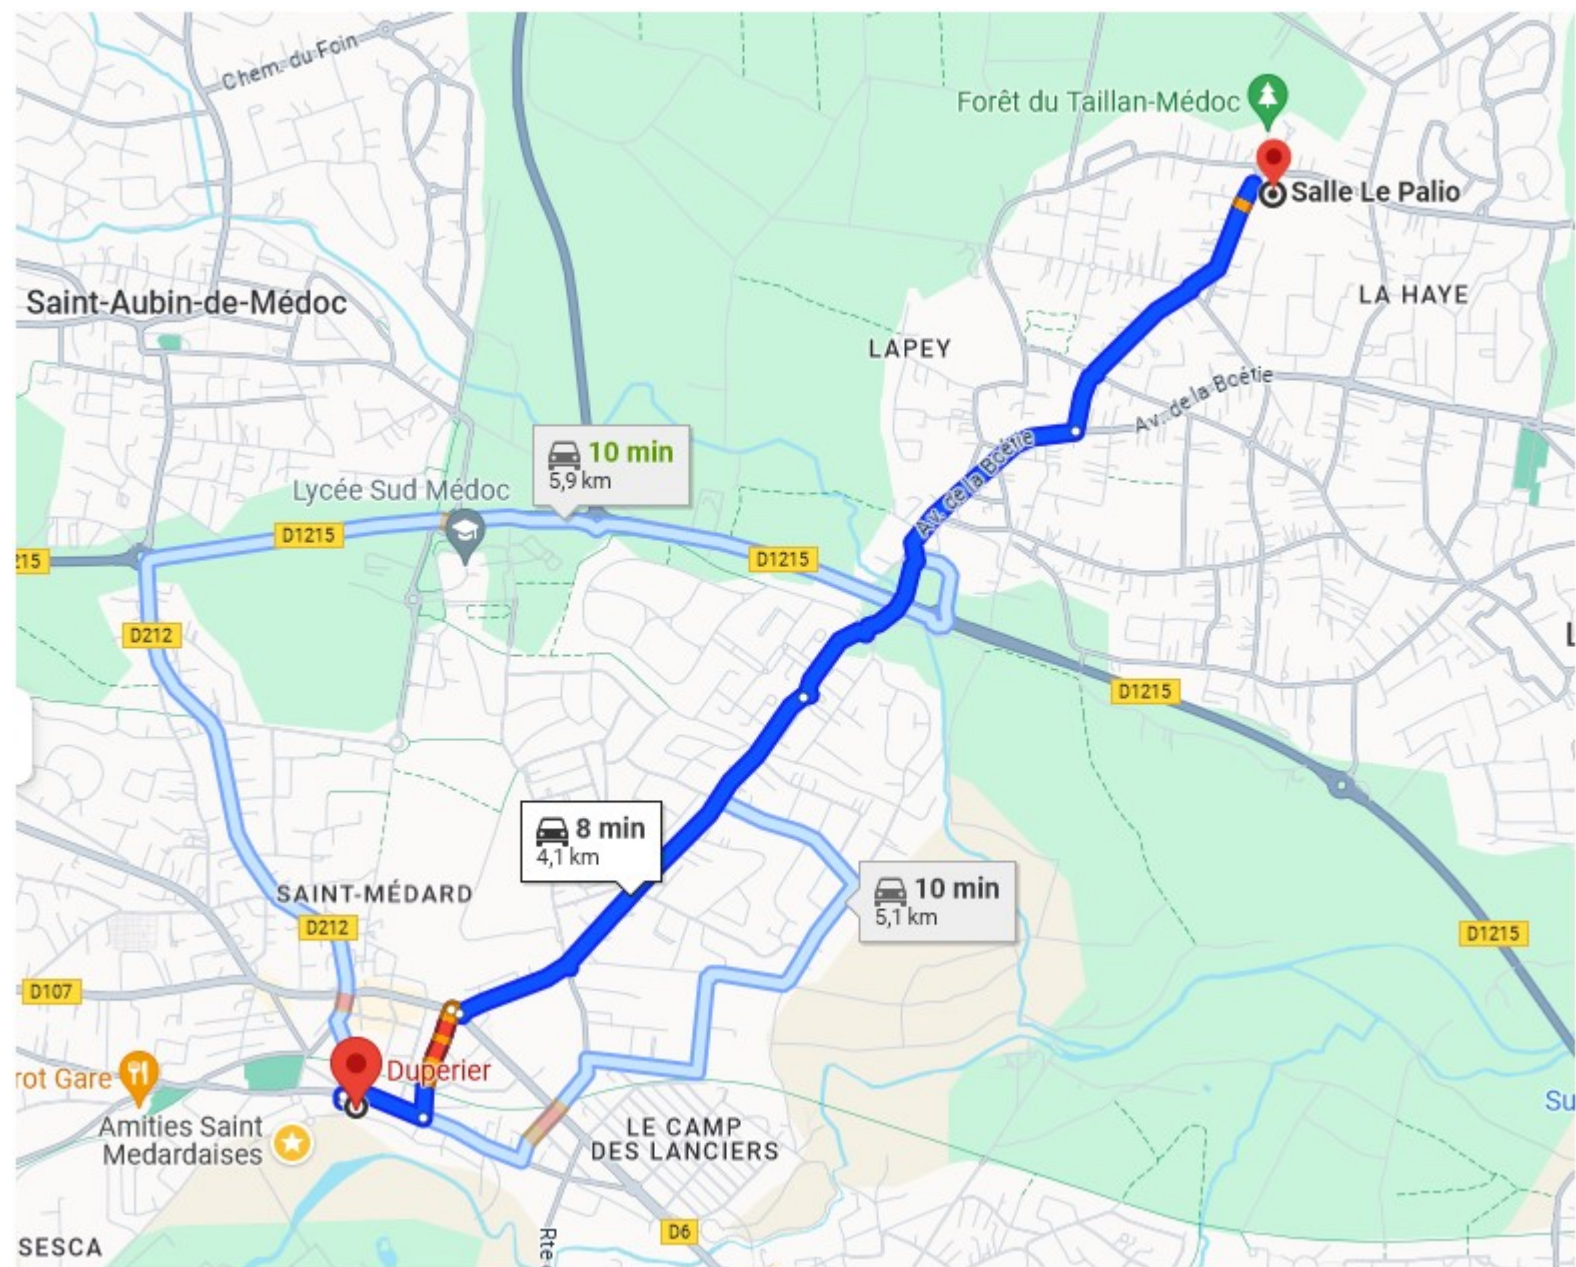 Chem. du Foin
Forêt du Taillan-Médoc
Salle Le Palio
Saint-Aubin-de-Médoc
LA HAYE
LAPEY
Av. de la Boétie
Av. de la Boétie
10 min
5,9 km
Lycée Sud Médoc
D1215
215
D1215
D212
D1215
8 min
4,1 km
SAINT-MÉDARD
10 min
5,1 km
D212
D1215
D107
Duperier
rot Gare
Su
Amities Saint
Medardaises
LE CAMP
DES LANCIERS
D6
Rte
SESCA